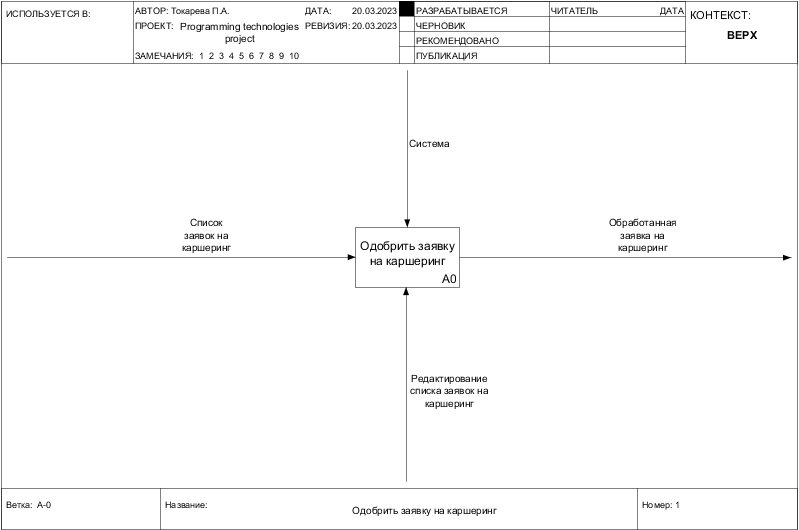 ИСПОЛЬЗУЕТСЯ В:
АВТОР: Токарева П.А.
ДАТА: 20.03.2023
ПРОЕКТ: Programming technologies
project
РЕВИЗИЯ: 20.03.2023
ЗАМЕЧАНИЯ: 1 2 3 4 5 6 7 8 9 10
РАЗРАБАТЫВАЕТСЯ
ЧЕРНОВИК
РЕКОМЕНДОВАНО
ПУБЛИКАЦИЯ
ЧИТАТЕЛЬ
ДАТА
КОНТЕКСТ:
ВЕРХ
Система
Список
заявок на
каршеринг
Одобрить заявку
на каршеринг
A0
Обработанная
заявка на
каршеринг
Редактирование
списка заявок на
каршеринг
Ветка: A-0
Название:
Одобрить заявку на каршеринг
Номер: 1